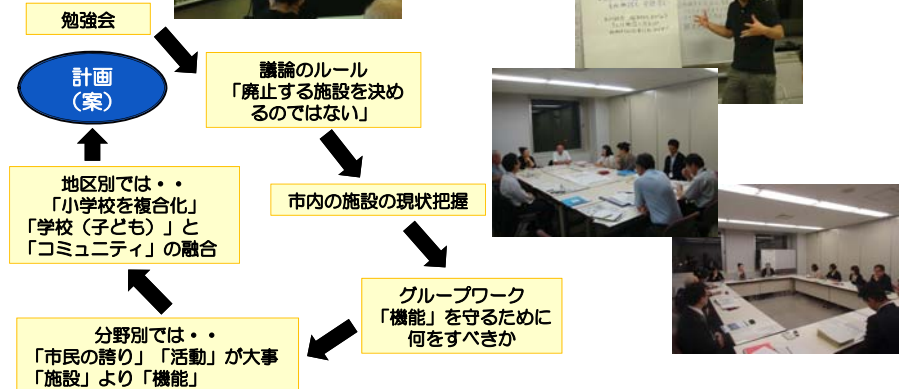 勉強会
計画
（案）
議論のルール
「廃止する施設を決め
るのではない」
市内の施設の現状把握
グループワーク
「機能」を守るために
何をすべきか
分野別では・・
「市民の誇り」「活動」が大事
「施設」より「機能」
地区別では・・
「小学校を複合化」
「学校（子ども）」と
「コミュニティ」の融合